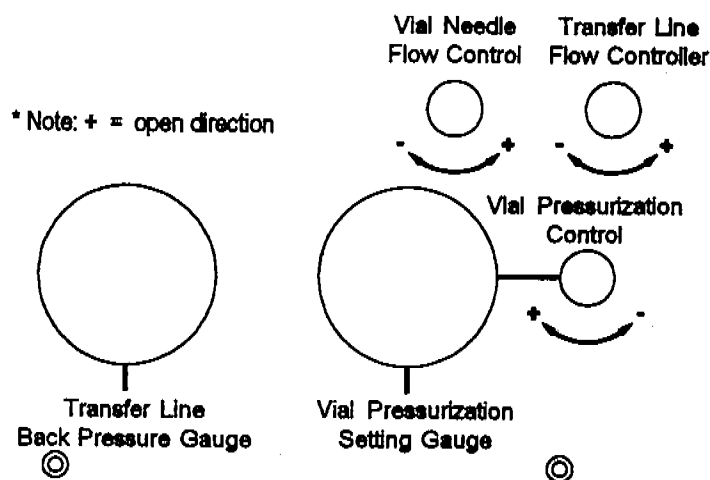 Vial Needle
Flow Control
Transfer Line
Flow Controller
* Note: + = open direction
- +
- +
Vial Pressurization
Control
+ -
Transfer Line
Back Pressure Gauge
Vial Pressurization
Setting Gauge